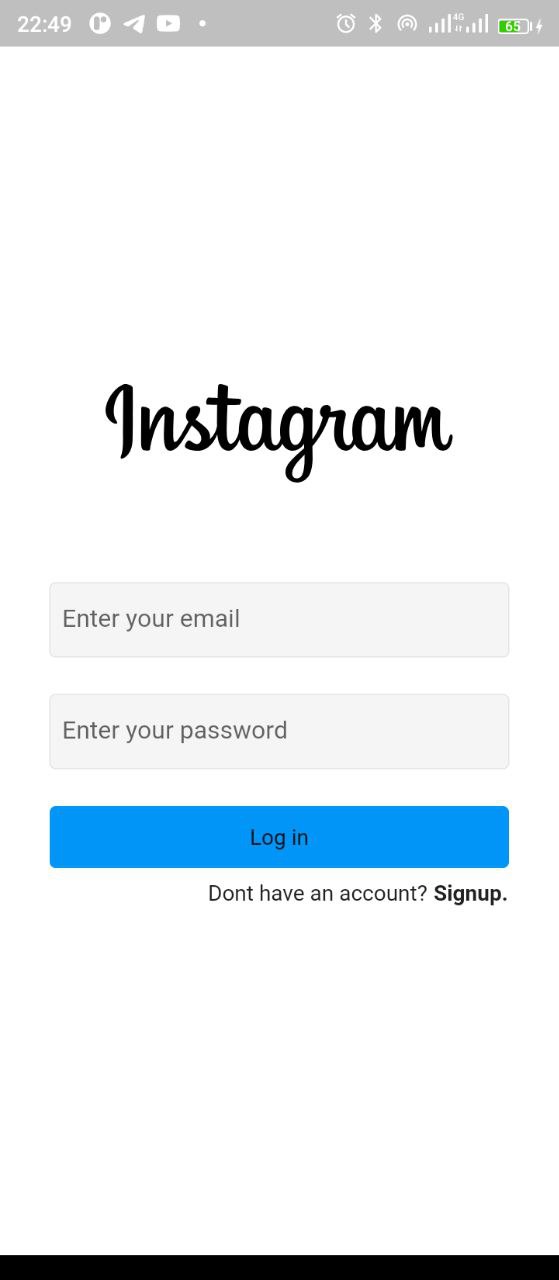 22:49
4G
65
Instagram
Enter your email
Enter your password
Log in
Dont have an account? Signup.